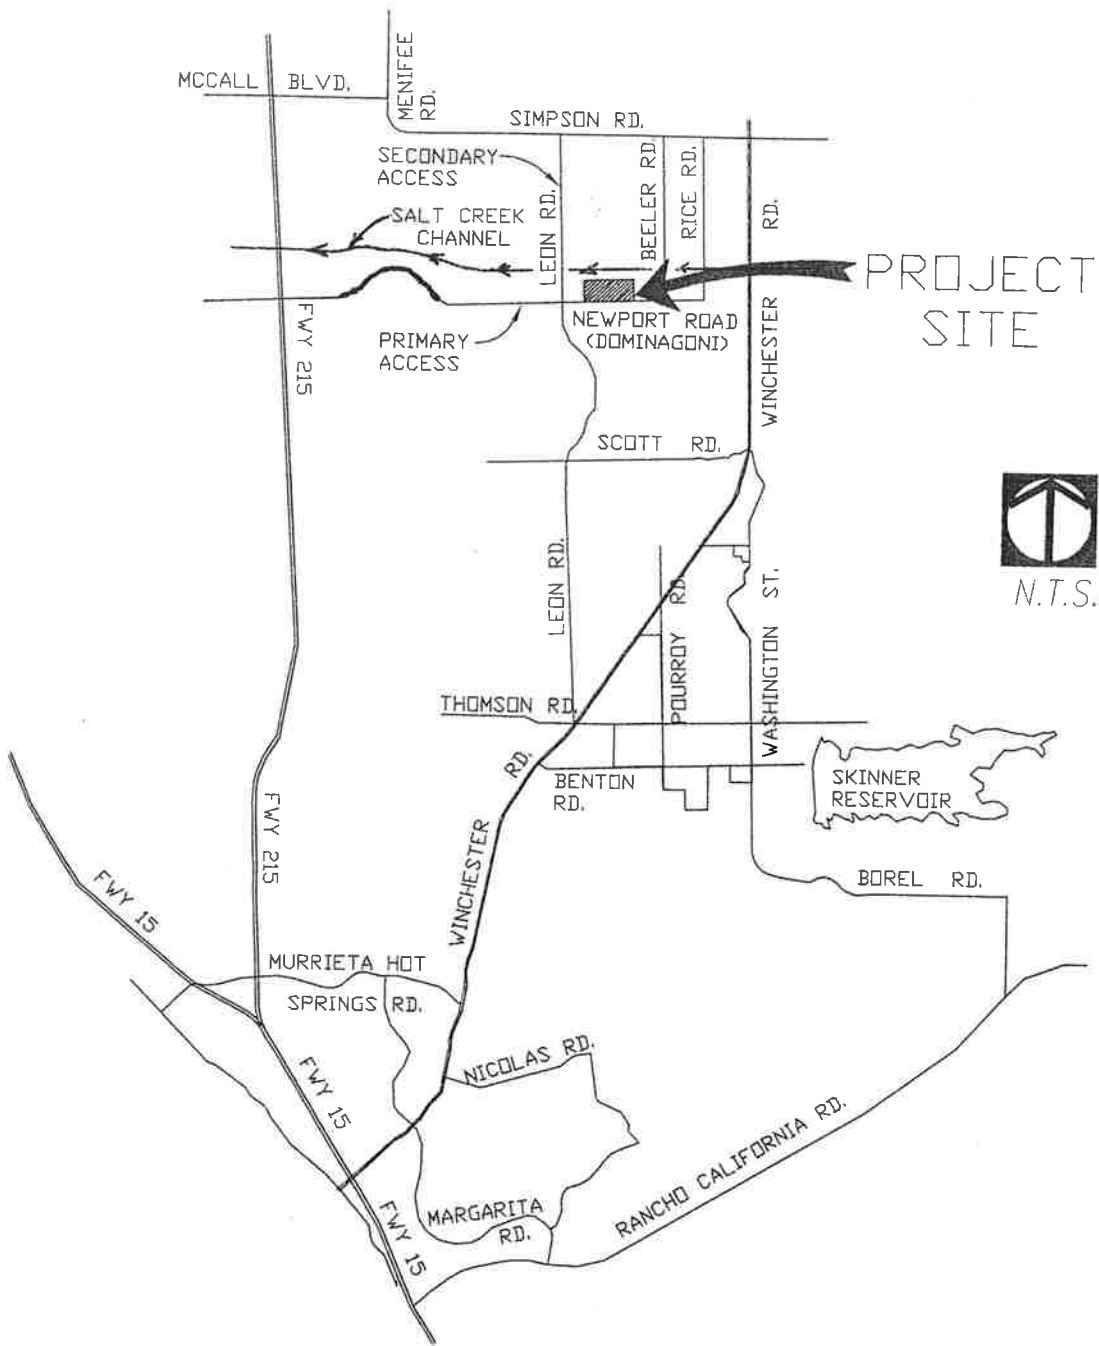 MENIFEE
RD.
MCCALL BLVD.
SIMPSON RD.
SECONDARY
ACCESS
LEON RD.
BEELER RD.
RICE RD.
WINCHESTER RD.
SALT CREEK
CHANNEL
PROJECT
SITE
NEWPORT ROAD
(DOMINAGONI)
PRIMARY
ACCESS
FWY 215
SCOTT RD.
N.T.S.
LEON RD.
POURROY RD.
WASHINGTON ST.
THOMSON RD.
BENTON
RD.
SKINNER
RESERVOIR
WINCHESTER RD.
FWY 215
FWY 15
BOREL RD.
MURRIETA HOT
SPRINGS RD.
NICOLAS RD.
FWY 15
RANCHO CALIFORNIA RD.
MARGARITA
RD.
FWY 15